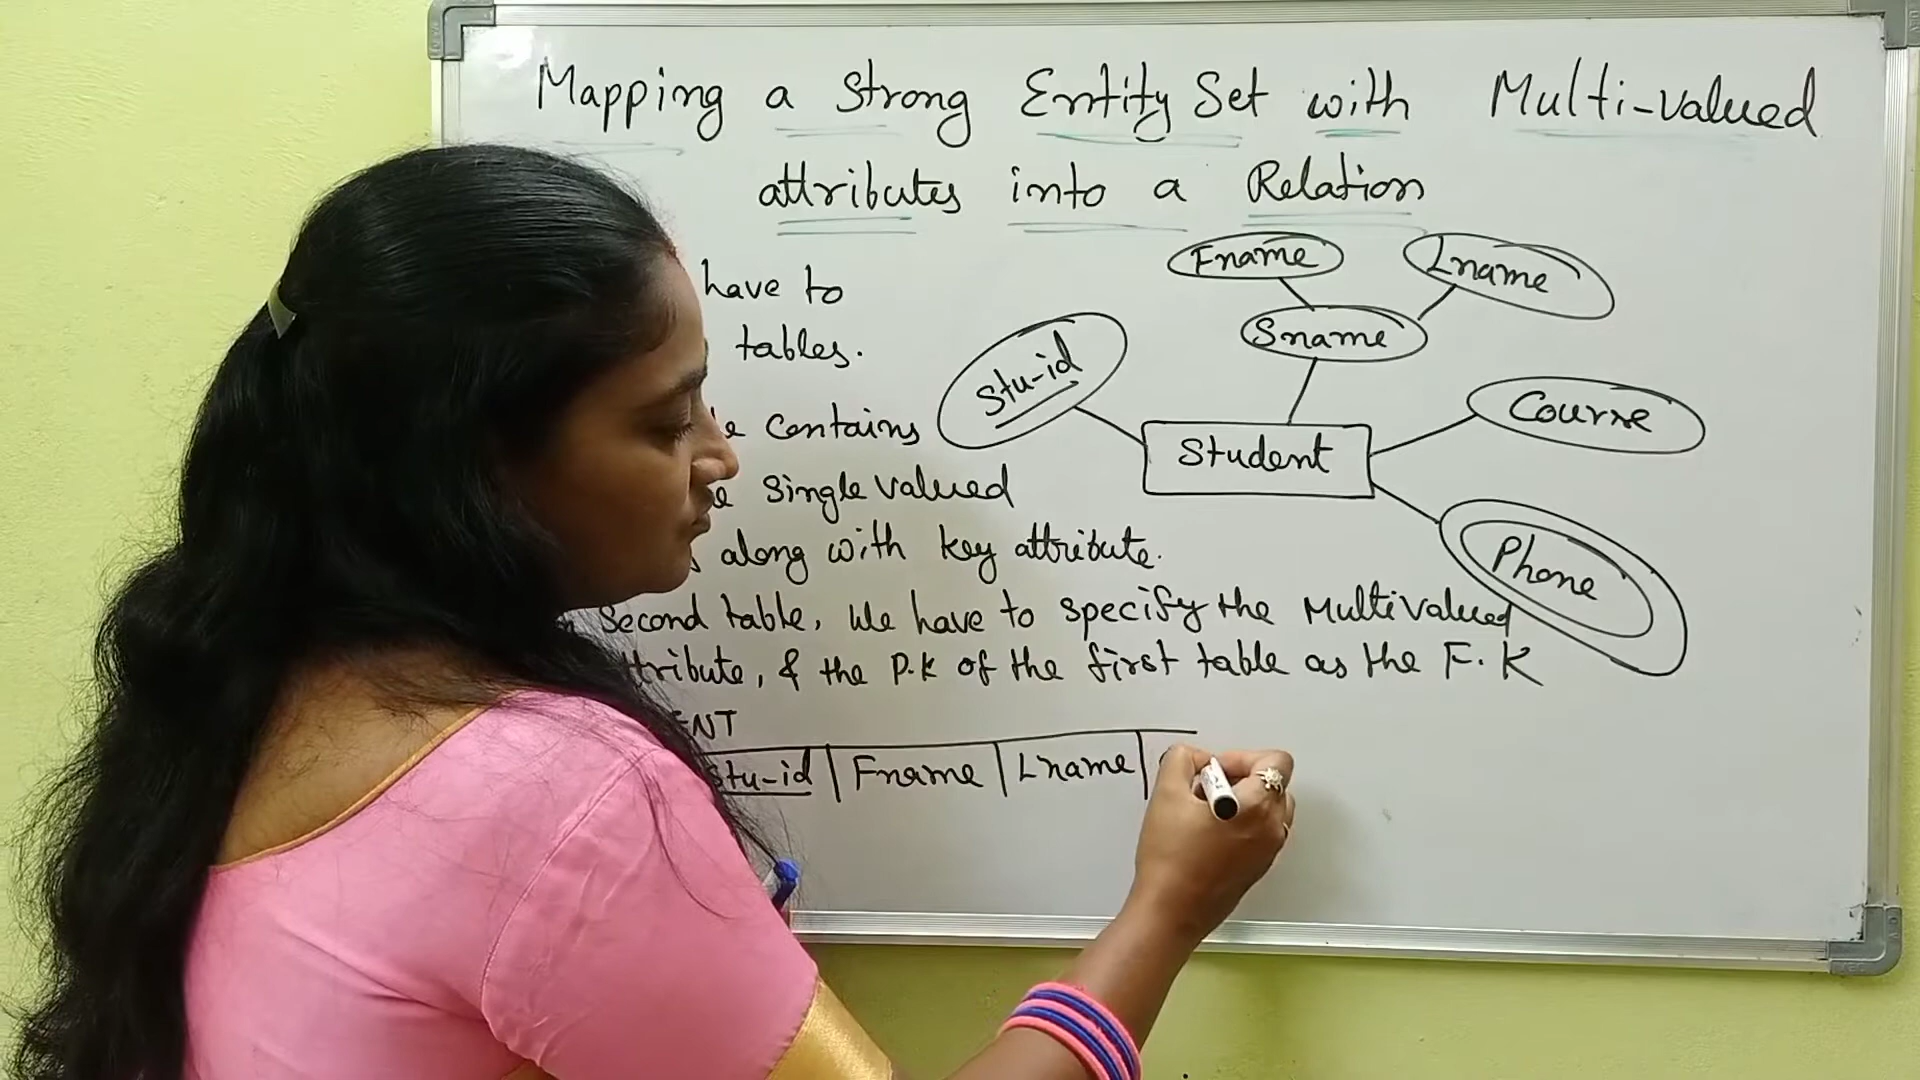 Mapping a Strong Entity Set with Multi-valued
attributes into a Relation
have to
tables.
contains
single valued
along with key attribute.
Second table, We have to specify the Multivalued
ttribute, & the P.K of the first table as the F.K
ENT
Stu-id Fname Lname
Fname
Lname
Sname
Stu-id
Course
Student
Phone